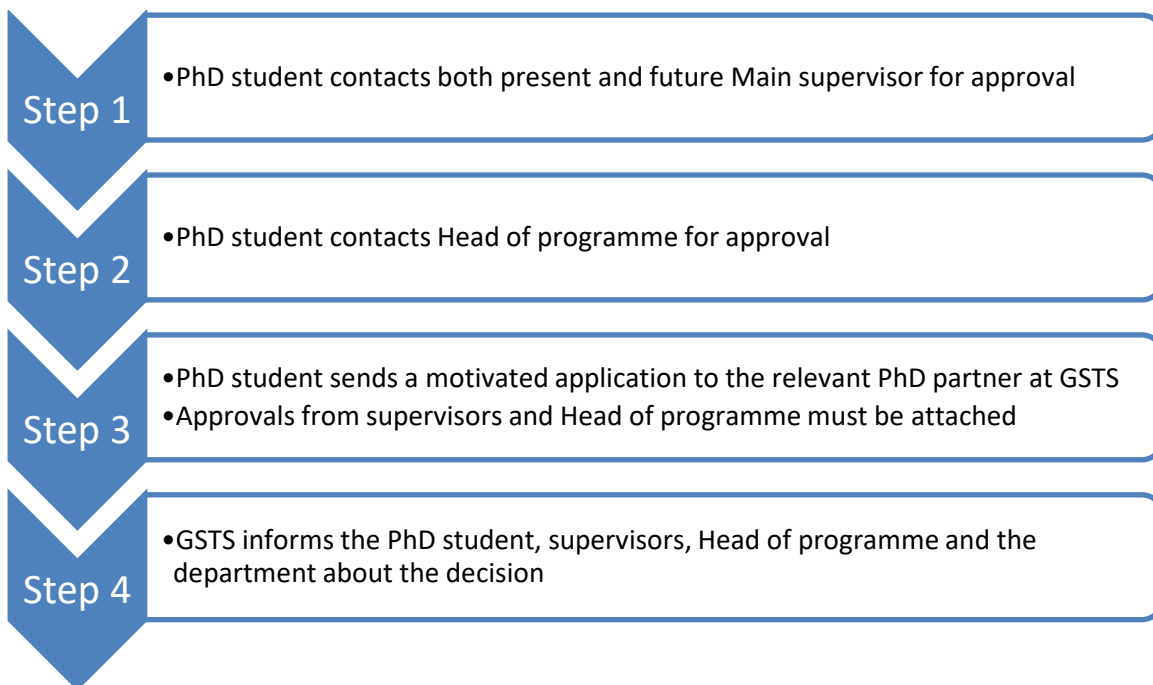 Step 1
•PhD student contacts both present and future Main supervisor for approval
Step 2
•PhD student contacts Head of programme for approval
Step 3
•PhD student sends a motivated application to the relevant PhD partner at GSTS
•Approvals from supervisors and Head of programme must be attached
Step 4
•GSTS informs the PhD student, supervisors, Head of programme and the
department about the decision